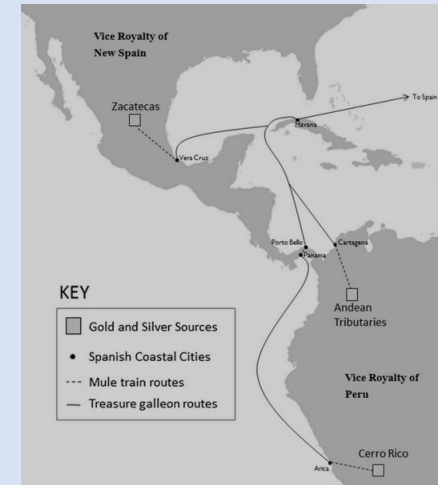 Vice Royalty of
New Spain
Zacatecas
To Spain
Havana
Vera Cruz
Porto Bello
Cartagena
Panama
KEY
Gold and Silver Sources
Spanish Coastal Cities
Mule train routes
Treasure galleon routes
Andean
Tributaries
Vice Royalty of
Peru
Cerro Rico
Arica